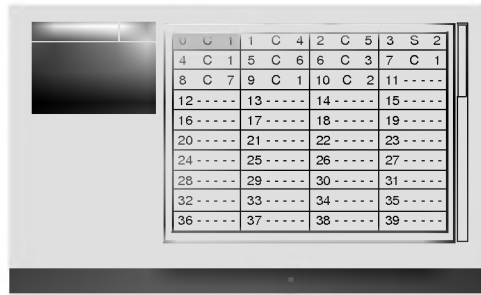 0 C 1 1 C 4 2 C 5 3 S 2
4 C 1 5 C 6 6 C 3 7 C 1
8 C 7 9 C 1 10 C 2 11 - - - - -
12 - - - - - 13 - - - - - 14 - - - - - 15 - - - - -
16 - - - - - 17 - - - - - 18 - - - - - 19 - - - - -
20 - - - - - 21 - - - - - 22 - - - - - 23 - - - - -
24 - - - - - 25 - - - - - 26 - - - - - 27 - - - - -
28 - - - - - 29 - - - - - 30 - - - - - 31 - - - - -
32 - - - - - 33 - - - - - 34 - - - - - 35 - - - - -
36 - - - - - 37 - - - - - 38 - - - - - 39 - - - - -